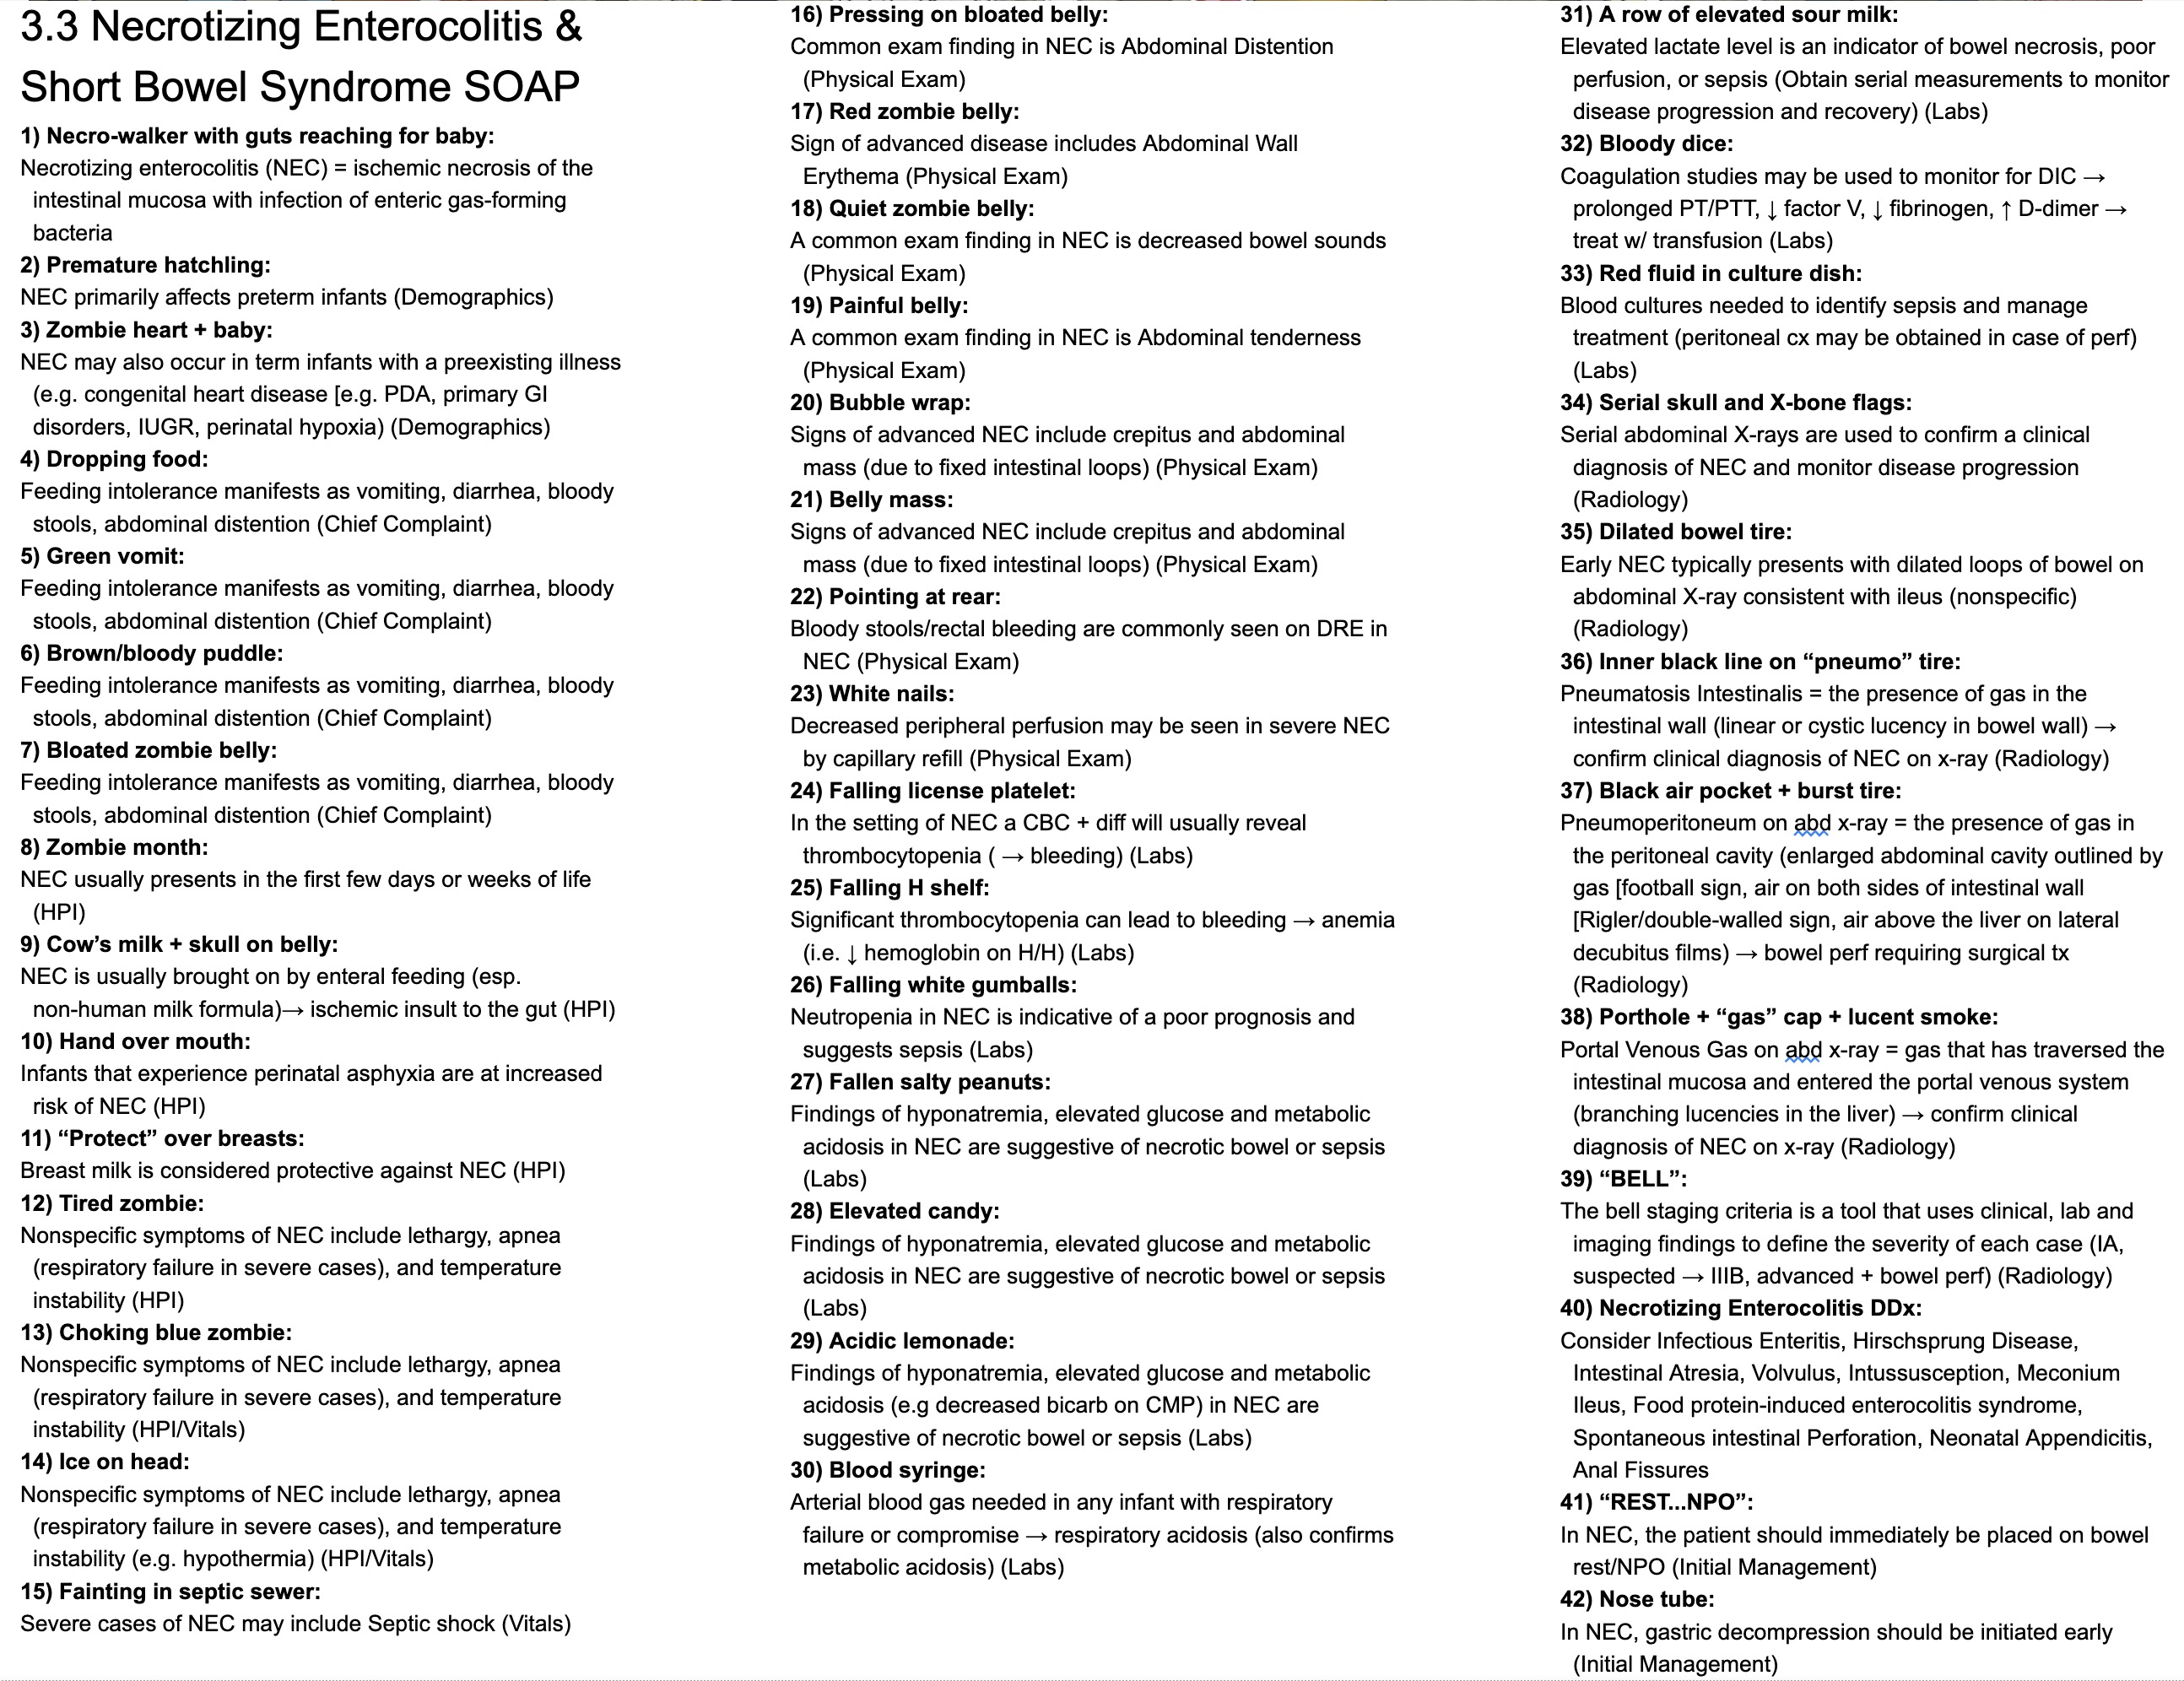 3.3 Necrotizing Enterocolitis &
Short Bowel Syndrome SOAP
1) Necro-walker with guts reaching for baby:
Necrotizing enterocolitis (NEC) = ischemic necrosis of the
intestinal mucosa with infection of enteric gas-forming
bacteria
2) Premature hatchling:
NEC primarily affects preterm infants (Demographics)
3) Zombie heart + baby:
NEC may also occur in term infants with a preexisting illness
(e.g. congenital heart disease [e.g. PDA, primary GI
disorders, IUGR, perinatal hypoxia) (Demographics)
4) Dropping food:
Feeding intolerance manifests as vomiting, diarrhea, bloody
stools, abdominal distention (Chief Complaint)
5) Green vomit:
Feeding intolerance manifests as vomiting, diarrhea, bloody
stools, abdominal distention (Chief Complaint)
6) Brown/bloody puddle:
Feeding intolerance manifests as vomiting, diarrhea, bloody
stools, abdominal distention (Chief Complaint)
7) Bloated zombie belly:
Feeding intolerance manifests as vomiting, diarrhea, bloody
stools, abdominal distention (Chief Complaint)
8) Zombie month:
NEC usually presents in the first few days or weeks of life
(HPI)
9) Cow’s milk + skull on belly:
NEC is usually brought on by enteral feeding (esp.
non-human milk formula)→ ischemic insult to the gut (HPI)
10) Hand over mouth:
Infants that experience perinatal asphyxia are at increased
risk of NEC (HPI)
11) “Protect” over breasts:
Breast milk is considered protective against NEC (HPI)
12) Tired zombie:
Nonspecific symptoms of NEC include lethargy, apnea
(respiratory failure in severe cases), and temperature
instability (HPI)
13) Choking blue zombie:
Nonspecific symptoms of NEC include lethargy, apnea
(respiratory failure in severe cases), and temperature
instability (HPI/Vitals)
14) Ice on head:
Nonspecific symptoms of NEC include lethargy, apnea
(respiratory failure in severe cases), and temperature
instability (e.g. hypothermia) (HPI/Vitals)
15) Fainting in septic sewer:
Severe cases of NEC may include Septic shock (Vitals)
16) Pressing on bloated belly:
Common exam finding in NEC is Abdominal Distention
(Physical Exam)
17) Red zombie belly:
Sign of advanced disease includes Abdominal Wall
Erythema (Physical Exam)
18) Quiet zombie belly:
A common exam finding in NEC is decreased bowel sounds
(Physical Exam)
19) Painful belly:
A common exam finding in NEC is Abdominal tenderness
(Physical Exam)
20) Bubble wrap:
Signs of advanced NEC include crepitus and abdominal
mass (due to fixed intestinal loops) (Physical Exam)
21) Belly mass:
Signs of advanced NEC include crepitus and abdominal
mass (due to fixed intestinal loops) (Physical Exam)
22) Pointing at rear:
Bloody stools/rectal bleeding are commonly seen on DRE in
NEC (Physical Exam)
23) White nails:
Decreased peripheral perfusion may be seen in severe NEC
by capillary refill (Physical Exam)
24) Falling license platelet:
In the setting of NEC a CBC + diff will usually reveal
thrombocytopenia ( → bleeding) (Labs)
25) Falling H shelf:
Significant thrombocytopenia can lead to bleeding → anemia
(i.e. ↓ hemoglobin on H/H) (Labs)
26) Falling white gumballs:
Neutropenia in NEC is indicative of a poor prognosis and
suggests sepsis (Labs)
27) Fallen salty peanuts:
Findings of hyponatremia, elevated glucose and metabolic
acidosis in NEC are suggestive of necrotic bowel or sepsis
(Labs)
28) Elevated candy:
Findings of hyponatremia, elevated glucose and metabolic
acidosis in NEC are suggestive of necrotic bowel or sepsis
(Labs)
29) Acidic lemonade:
Findings of hyponatremia, elevated glucose and metabolic
acidosis (e.g decreased bicarb on CMP) in NEC are
suggestive of necrotic bowel or sepsis (Labs)
30) Blood syringe:
Arterial blood gas needed in any infant with respiratory
failure or compromise → respiratory acidosis (also confirms
metabolic acidosis) (Labs)
31) A row of elevated sour milk:
Elevated lactate level is an indicator of bowel necrosis, poor
perfusion, or sepsis (Obtain serial measurements to monitor
disease progression and recovery) (Labs)
32) Bloody dice:
Coagulation studies may be used to monitor for DIC →
prolonged PT/PTT, ↓ factor V, ↓ fibrinogen, ↑ D-dimer →
treat w/ transfusion (Labs)
33) Red fluid in culture dish:
Blood cultures needed to identify sepsis and manage
treatment (peritoneal cx may be obtained in case of perf)
(Labs)
34) Serial skull and X-bone flags:
Serial abdominal X-rays are used to confirm a clinical
diagnosis of NEC and monitor disease progression
(Radiology)
35) Dilated bowel tire:
Early NEC typically presents with dilated loops of bowel on
abdominal X-ray consistent with ileus (nonspecific)
(Radiology)
36) Inner black line on “pneumo” tire:
Pneumatosis Intestinalis = the presence of gas in the
intestinal wall (linear or cystic lucency in bowel wall) →
confirm clinical diagnosis of NEC on x-ray (Radiology)
37) Black air pocket + burst tire:
Pneumoperitoneum on abd x-ray = the presence of gas in
the peritoneal cavity (enlarged abdominal cavity outlined by
gas [football sign, air on both sides of intestinal wall
[Rigler/double-walled sign, air above the liver on lateral
decubitus films) → bowel perf requiring surgical tx
(Radiology)
38) Porthole + “gas” cap + lucent smoke:
Portal Venous Gas on abd x-ray = gas that has traversed the
intestinal mucosa and entered the portal venous system
(branching lucencies in the liver) → confirm clinical
diagnosis of NEC on x-ray (Radiology)
39) “BELL”:
The bell staging criteria is a tool that uses clinical, lab and
imaging findings to define the severity of each case (IA,
suspected → IIIB, advanced + bowel perf) (Radiology)
40) Necrotizing Enterocolitis DDx:
Consider Infectious Enteritis, Hirschsprung Disease,
Intestinal Atresia, Volvulus, Intussusception, Meconium
Ileus, Food protein-induced enterocolitis syndrome,
Spontaneous intestinal Perforation, Neonatal Appendicitis,
Anal Fissures
41) “REST...NPO”:
In NEC, the patient should immediately be placed on bowel
rest/NPO (Initial Management)
42) Nose tube:
In NEC, gastric decompression should be initiated early
(Initial Management)